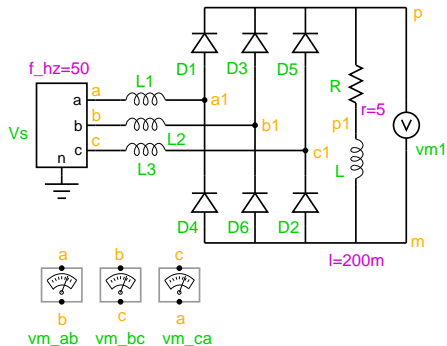 p
f_hz=50
D1
D3
D5
L1
a
a
a1
R
r=5
Vs
b
b
b1
p1
V
vm1
L2
c
c
c1
L
n
L3
D4
D6
D2
m
l=200m
a
b
c
b
c
a
vm_ab
vm_bc
vm_ca